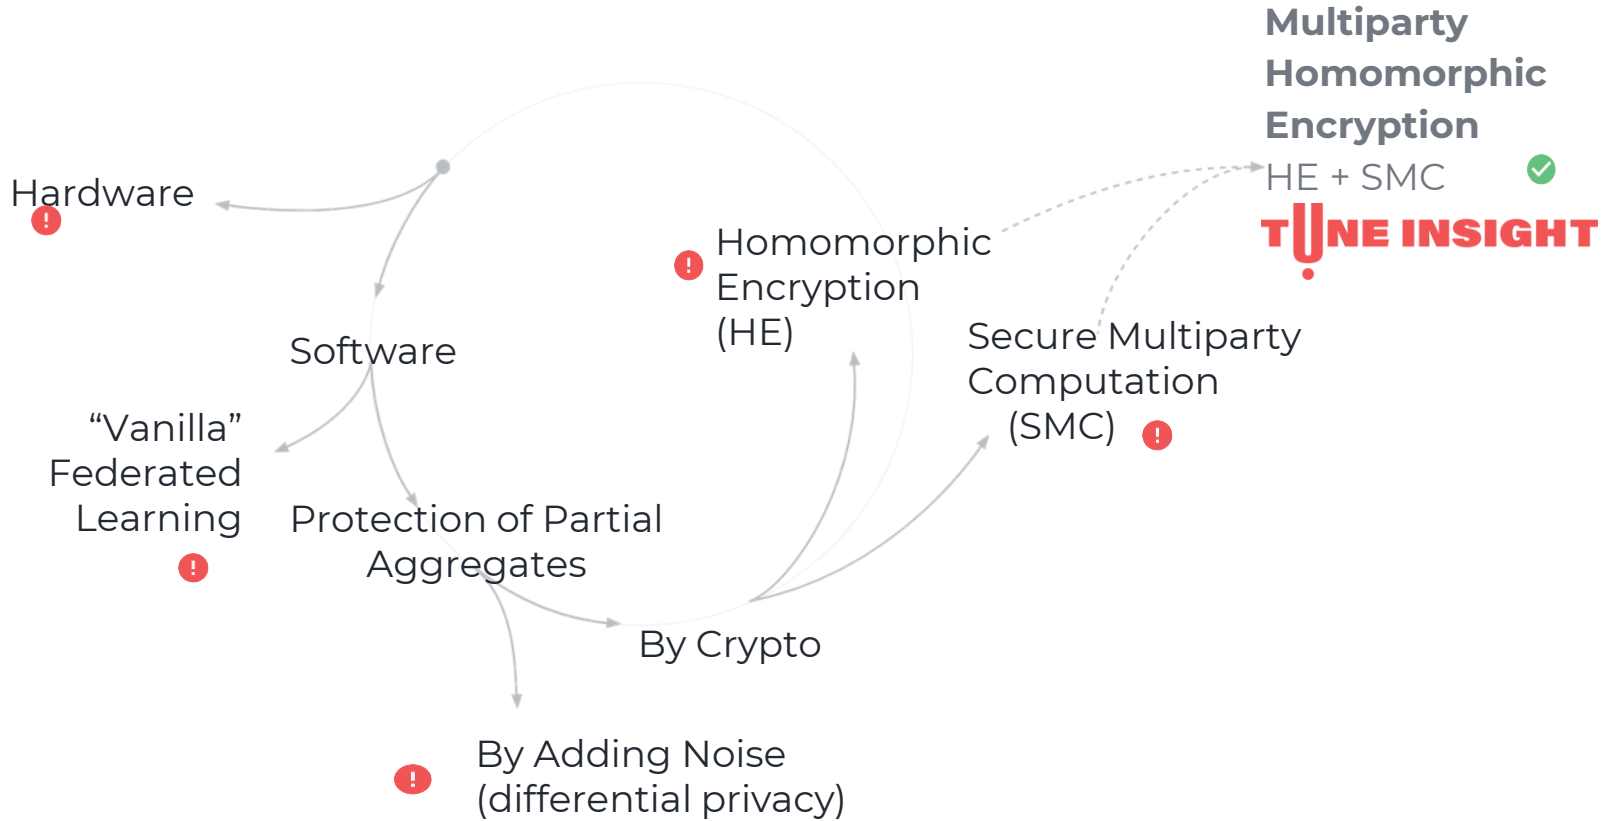 Multiparty
Homomorphic
Encryption
HE + SMC
TUNE INSIGHT
Hardware
Homomorphic
Encryption
(HE)
Software
Secure Multiparty
Computation
(SMC)
“Vanilla”
Federated
Learning
Protection of Partial
Aggregates
By Crypto
By Adding Noise
(differential privacy)